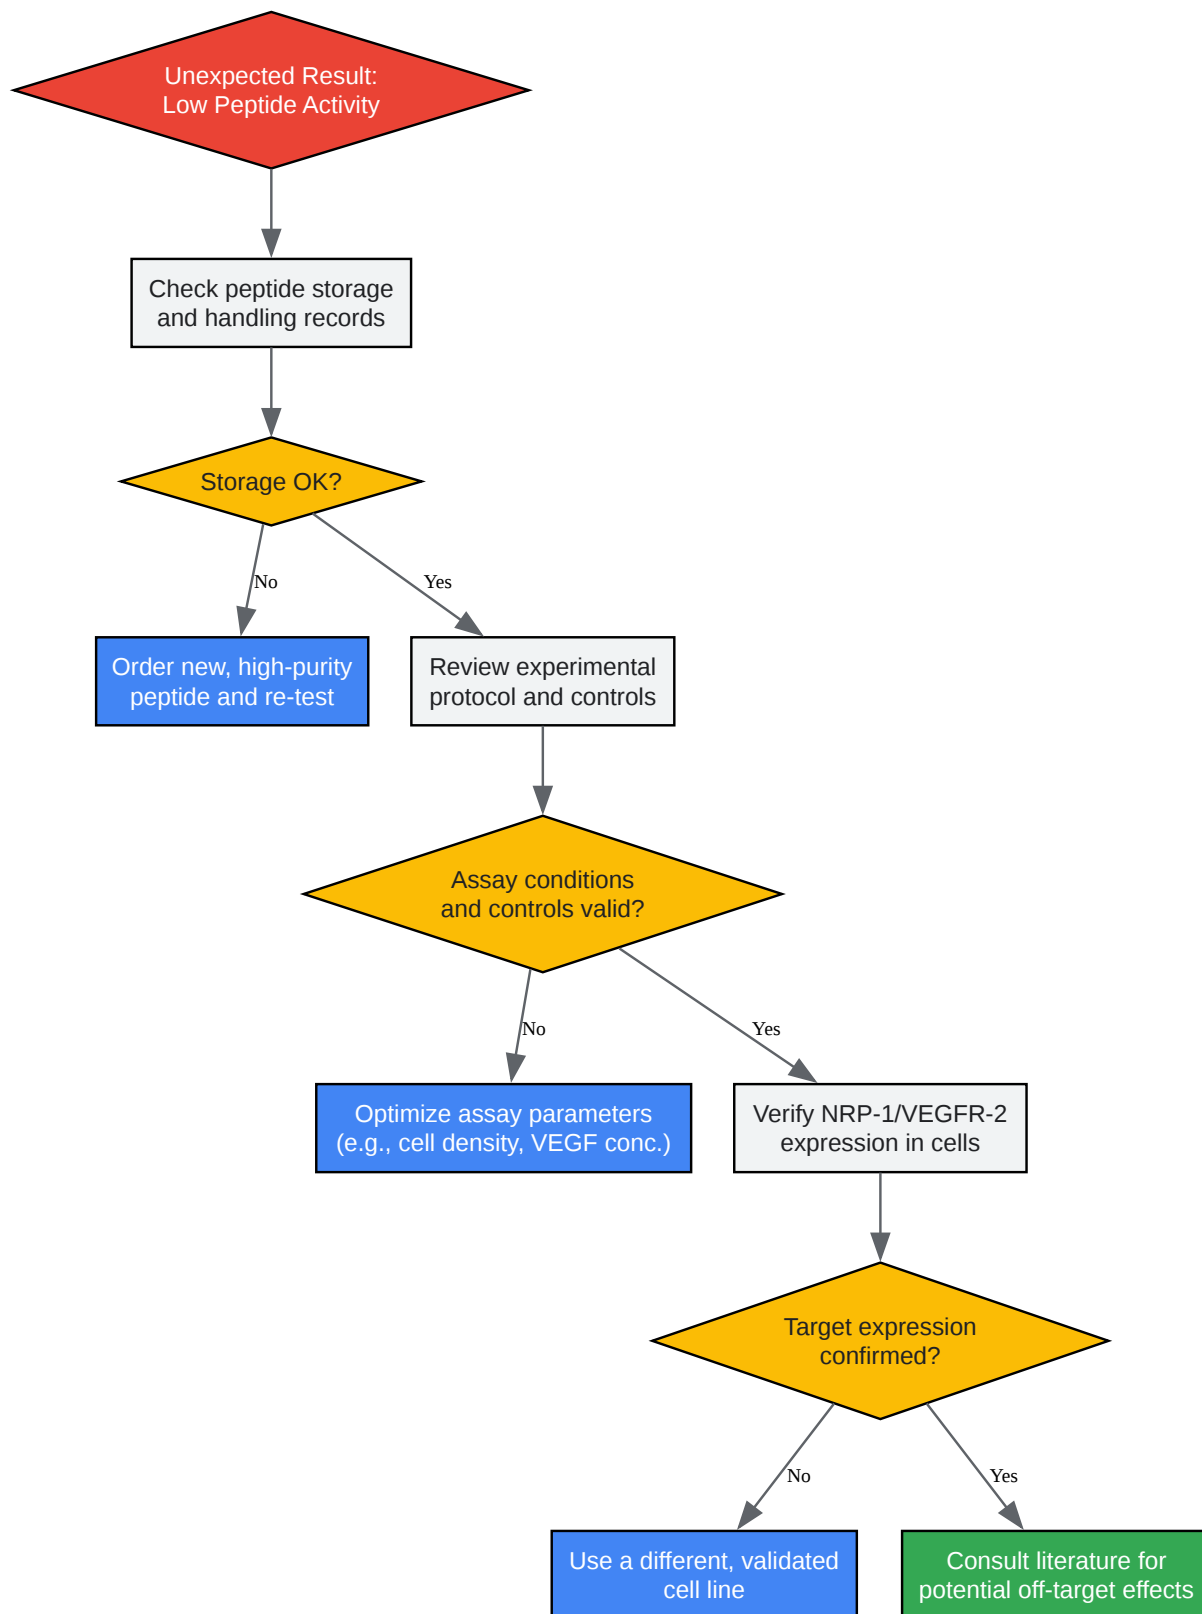 Unexpected Result:
Low Peptide Activity
Check peptide storage
and handling records
Storage OK?
No
Yes
Order new, high-purity
peptide and re-test
Review experimental
protocol and controls
Assay conditions
and controls valid?
No
Yes
Optimize assay parameters
(e.g., cell density, VEGF conc.)
Verify NRP-1/VEGFR-2
expression in cells
Target expression
confirmed?
No
Yes
Use a different, validated
cell line
Consult literature for
potential off-target effects